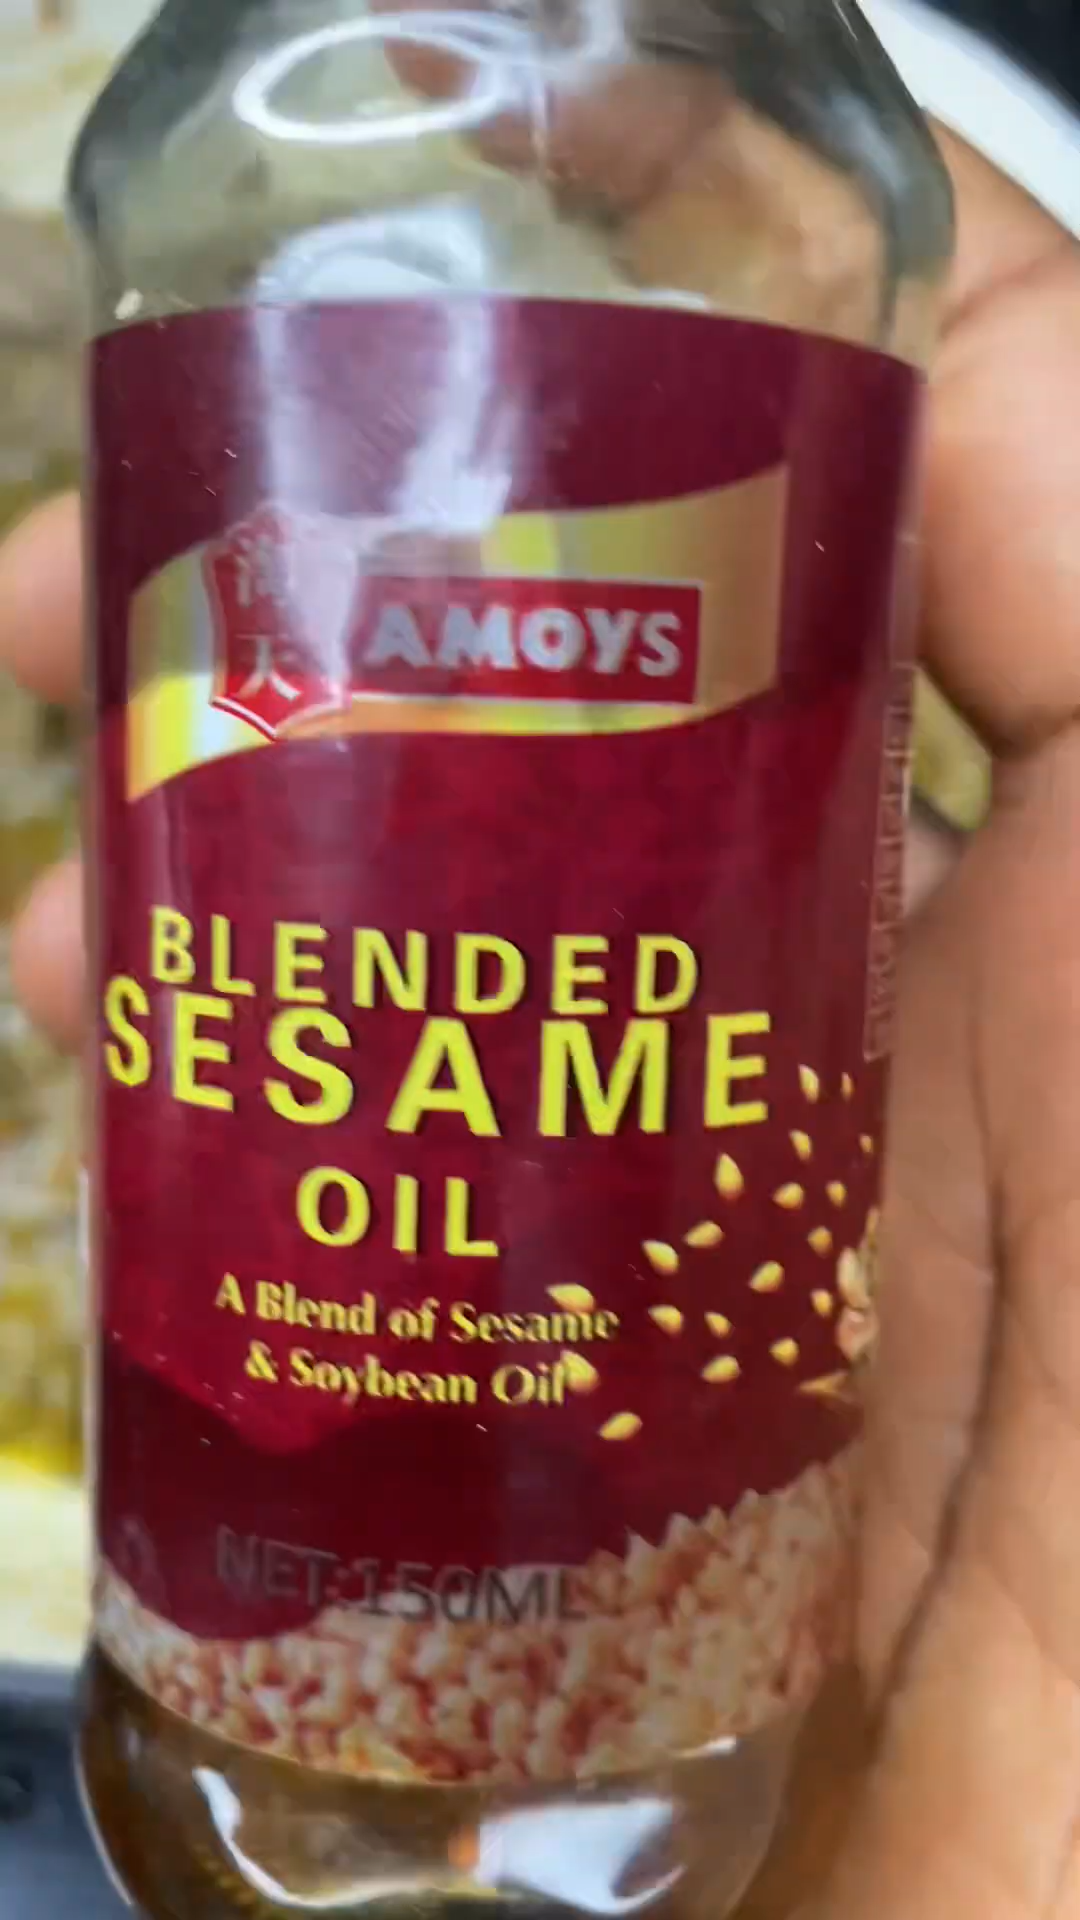 AMOYS
BLENDED
SESAME
OIL
A Blend of Sesame
& Soybean Oil
NET:150ML